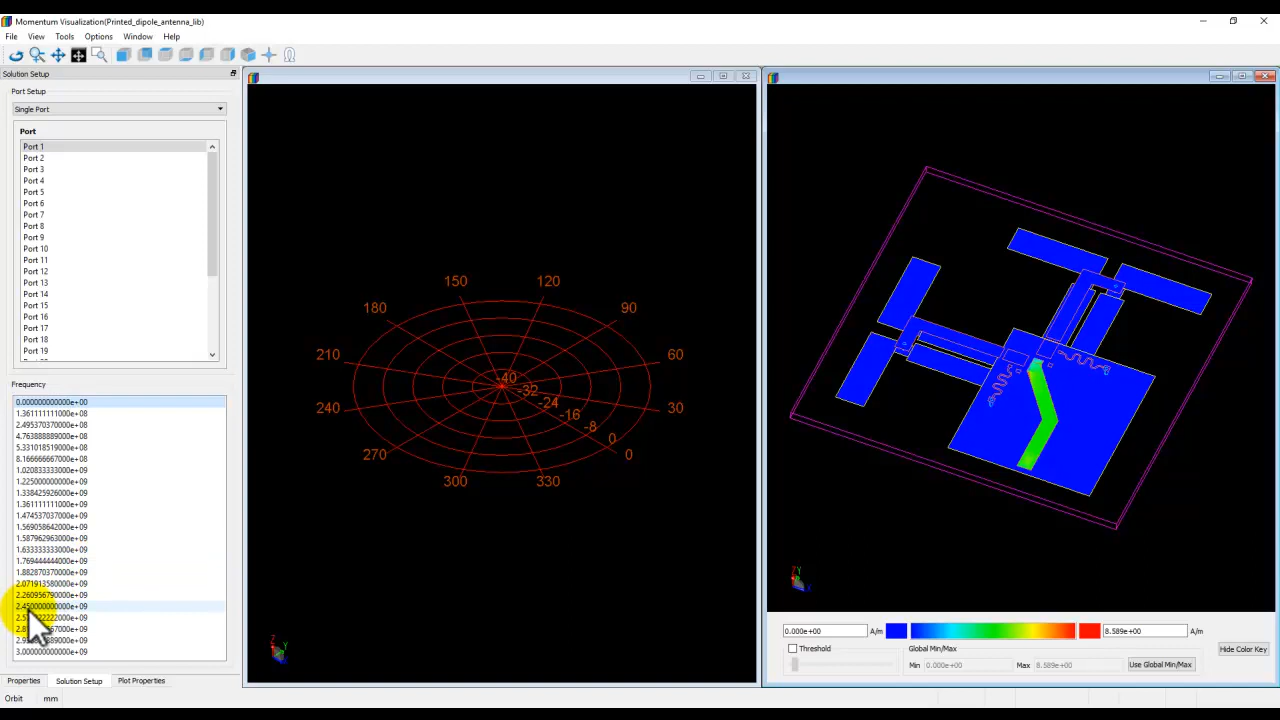 Momentum Visualization(Printed_dipole_antenna_lib)
File View Tools Options Window Help
Solution Setup
Port Setup
Single Port
Port
Port 1
Port 2
Port 3
Port 4
Port 5
Port 6
Port 7
Port 8
Port 9
Port 10
Port 11
Port 12
Port 13
Port 14
Port 15
Port 16
Port 17
Port 18
Port 19
Frequency
0.000000000000e+00
1.361111111000e+08
2.495370370000e+08
4.763888889000e+08
5.331018519000e+08
8.166666667000e+08
1.020833333000e+09
1.225000000000e+09
1.338425926000e+09
1.361111111000e+09
1.474537037000e+09
1.569058642000e+09
1.587962963000e+09
1.633333333000e+09
1.769444444000e+09
1.882870370000e+09
2.071913580000e+09
2.260956790000e+09
2.450000000000e+09
3.000000000000e+09
Properties Solution Setup Plot Properties
Orbit mm
150 120
180 90
210 60
240 30
270 0
300 330
-40
-32
-24
-16
-8
0
Z Y
Z Y X
0.000e+00 A/m 8.589e+00 A/m
Threshold Global Min/Max
Min 0.000e+00 Max 8.589e+00 Use Global Min/Max
Hide Color Key